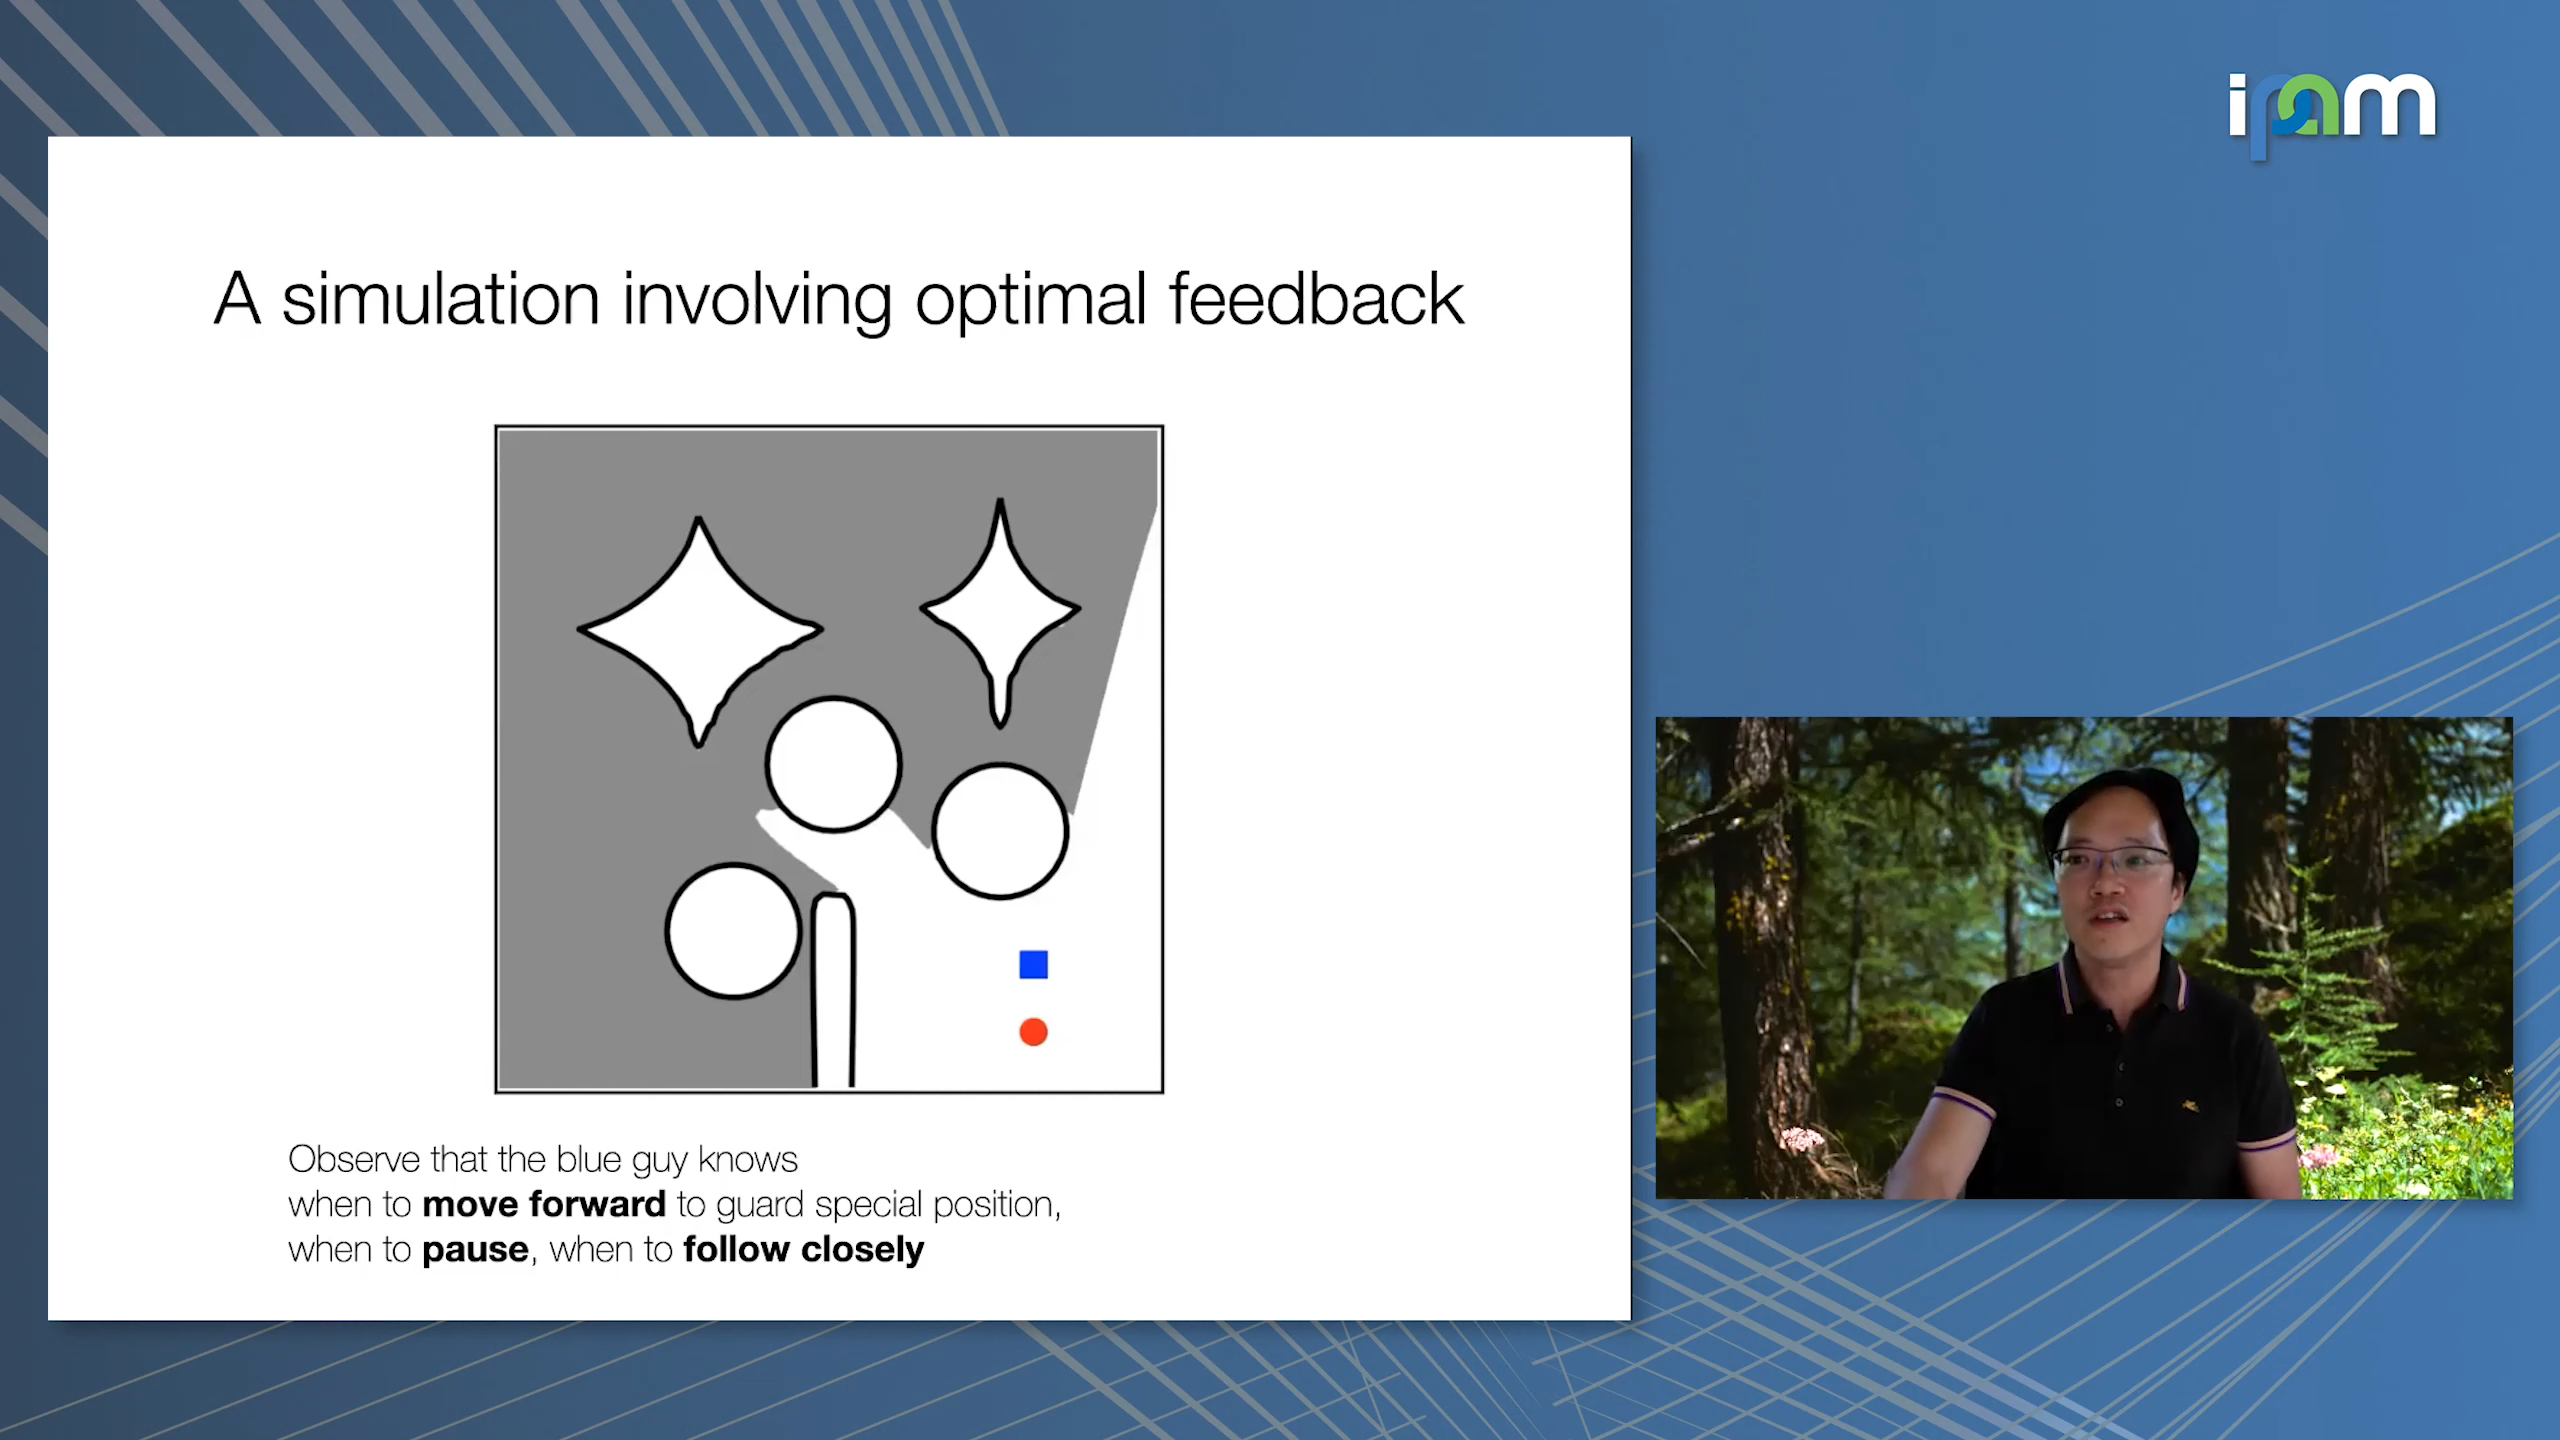 ipam
A simulation involving optimal feedback
Observe that the blue guy knows
when to move forward to guard special position,
when to pause, when to follow closely